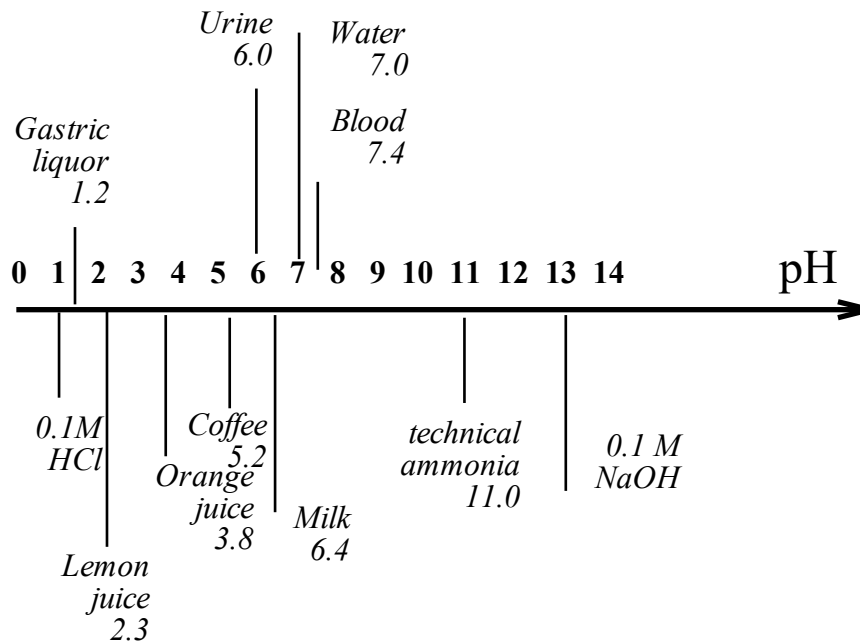 Urine
6.0
Water
7.0
Blood
7.4
Gastric
liquor
1.2
0 1 2 3 4 5 6 7 8 9 10 11 12 13 14 pH
0.1M
HCl
Coffee
5.2
Orange
juice
3.8
technical
ammonia
11.0
0.1 M
NaOH
Milk
6.4
Lemon
juice
2.3